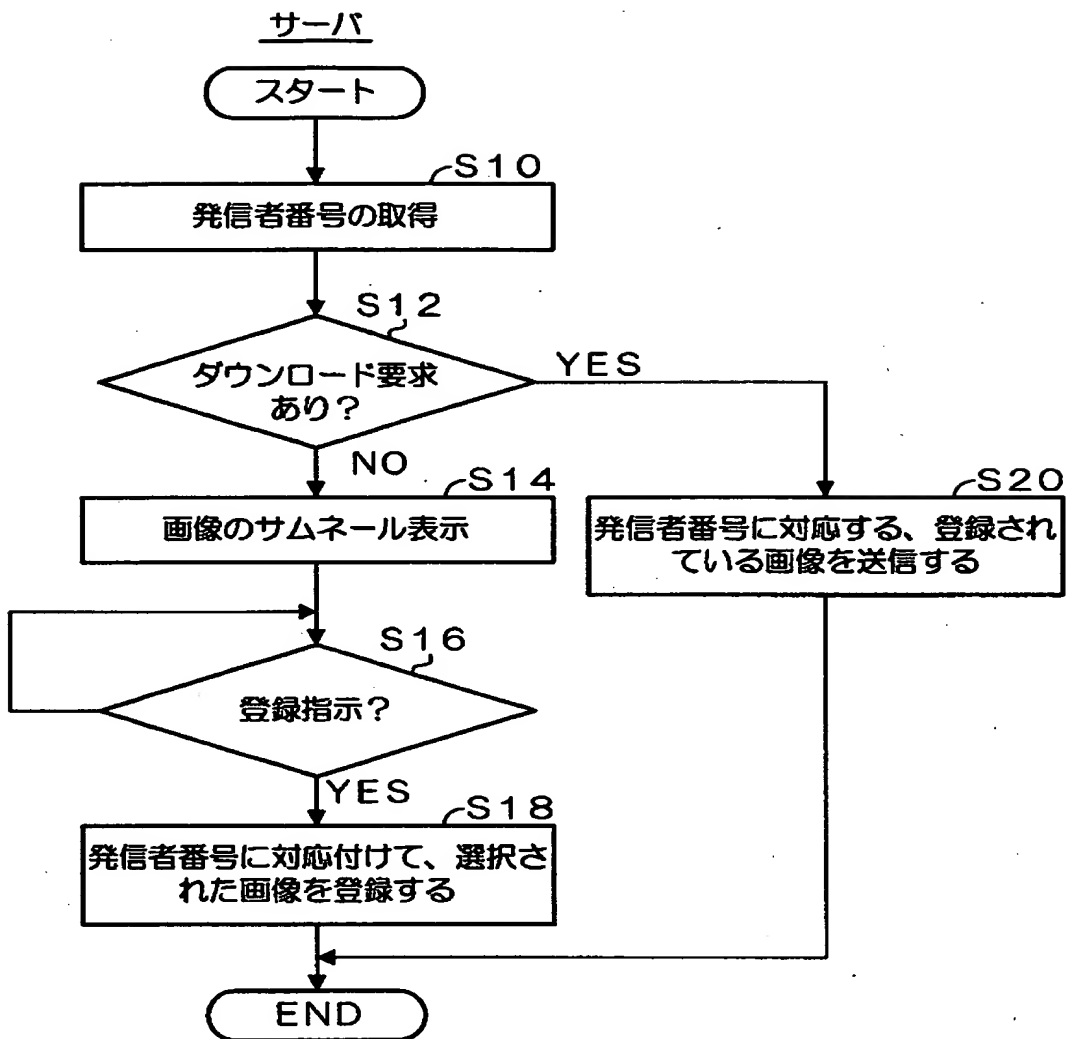 サーバ
スタート
S10
発信者番号の取得
S12
ダウンロード要求
あり?
YES
NO
S14
画像のサムネール表示
S20
発信者番号に対応する、登録され
ている画像を送信する
S16
登録指示?
YES
S18
発信者番号に対応付けて、選択さ
れた画像を登録する
END